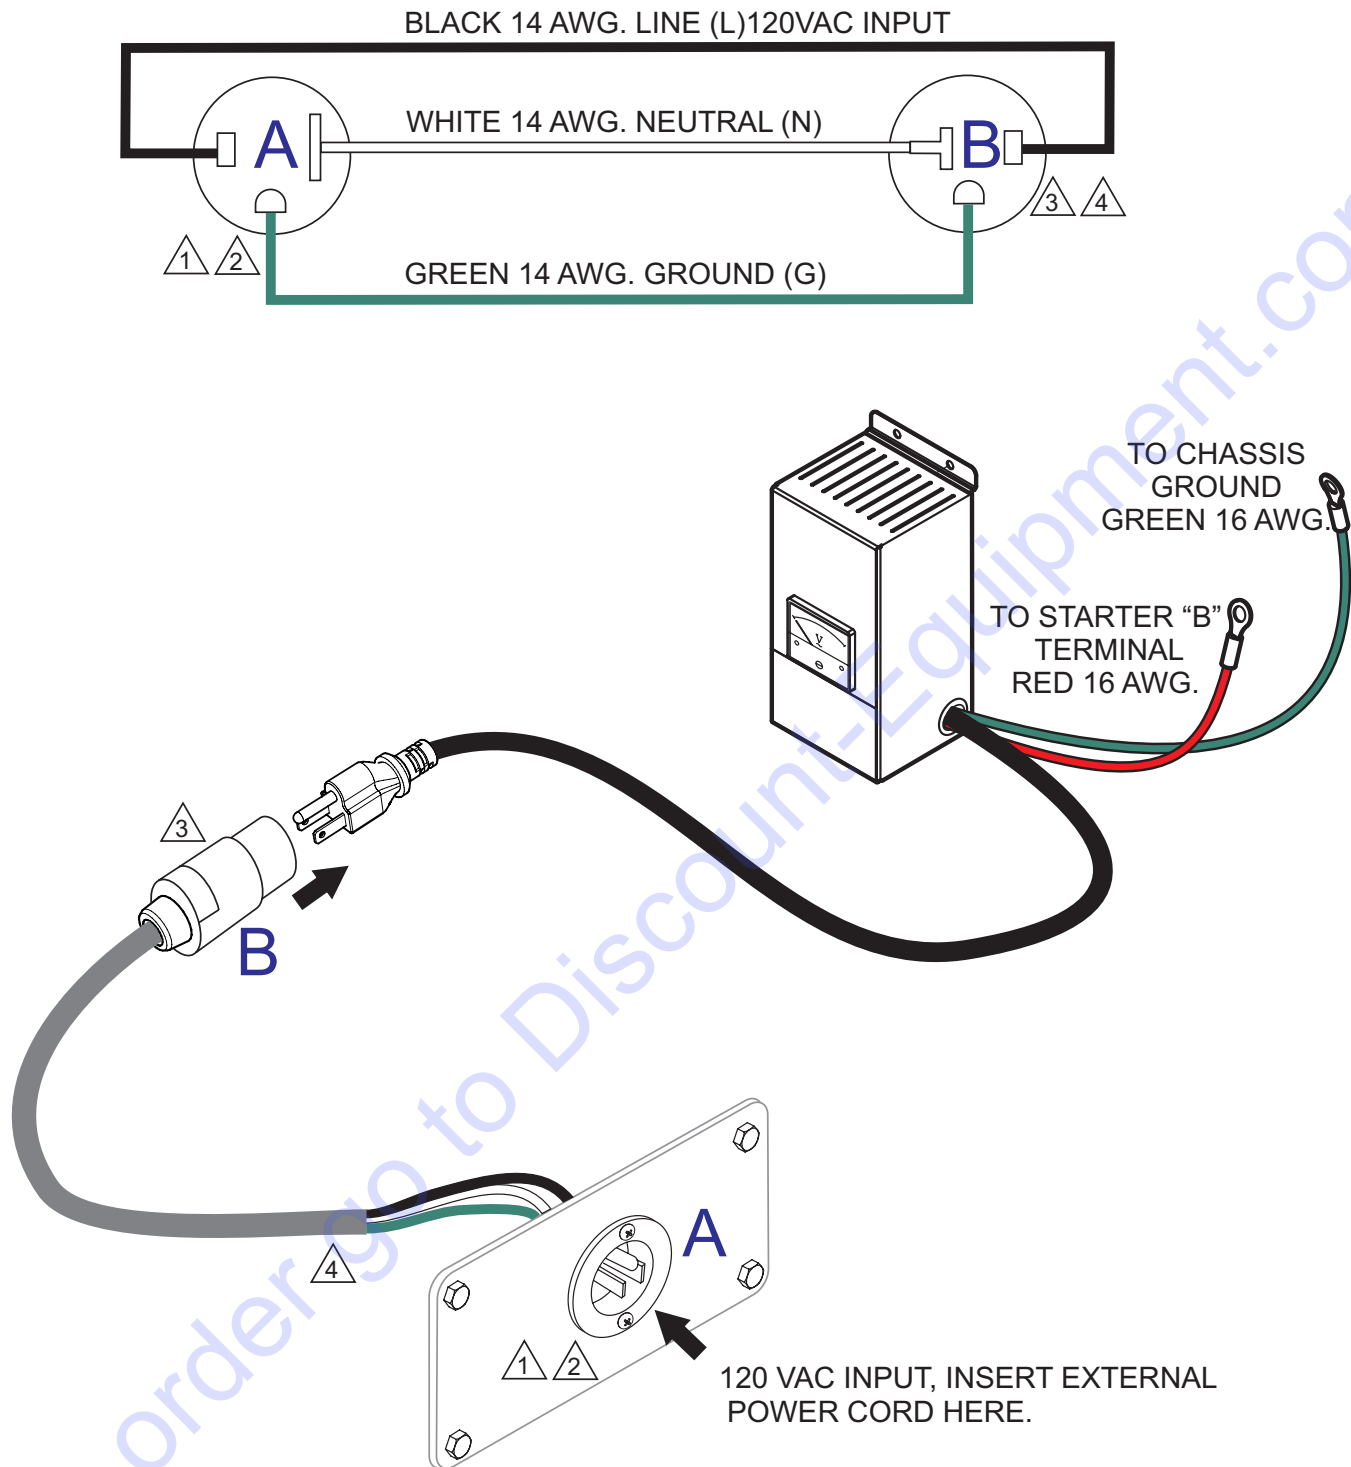 BLACK 14 AWG. LINE (L)120VAC INPUT
A
WHITE 14 AWG. NEUTRAL (N)
B
3 4
1 2
GREEN 14 AWG. GROUND (G)
TO CHASSIS
GROUND
GREEN 16 AWG.
TO STARTER “B”
TERMINAL
RED 16 AWG.
V
3
B
A
4
1 2
120 VAC INPUT, INSERT EXTERNAL
POWER CORD HERE.
order go to Discount-Equipment.com